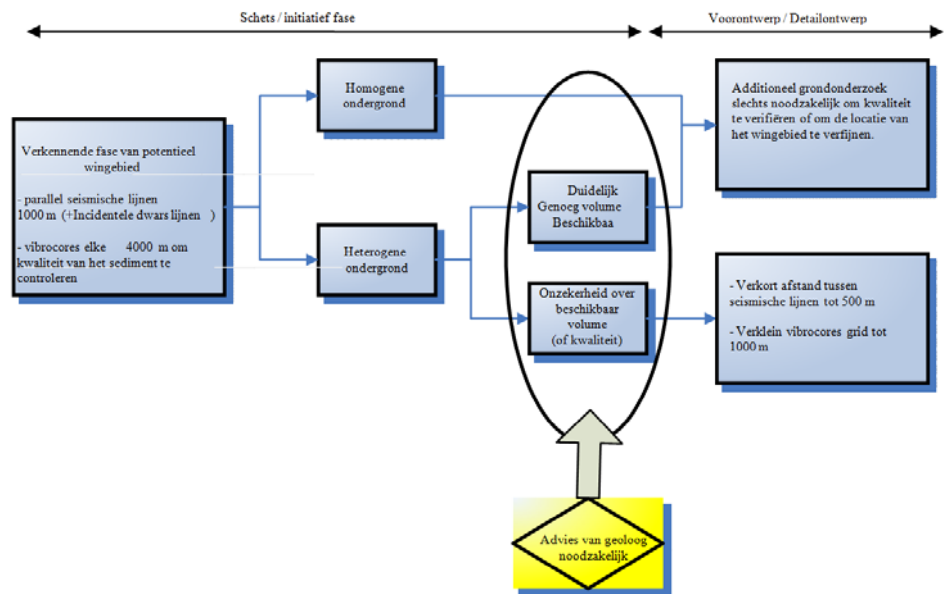 Schets / initiatief fase
Voorontwerp / Detailontwerp
Verkennende fase van potentieel
wingebied
- parallel seismische lijnen
1000 m (+Incidentele dwars lijnen )
- vibrocores elke 4000 m om
kwaliteit van het sediment te
controleren
Homogene
ondergrond
Heterogene
ondergrond
Duidelijk
Genoeg volume
Beschikbaa
Onzekerheid over
beschikbaar
volume
(of kwaliteit)
Additioneel grondonderzoek
slechts noodzakelijk om kwaliteit
te verifiëren of om de locatie van
het wingebied te verfijnen.
- Verkort afstand tussen
seismische lijnen tot 500 m
- Verklein vibrocores grid tot
1000 m
Advies van geoloog
noodzakelijk